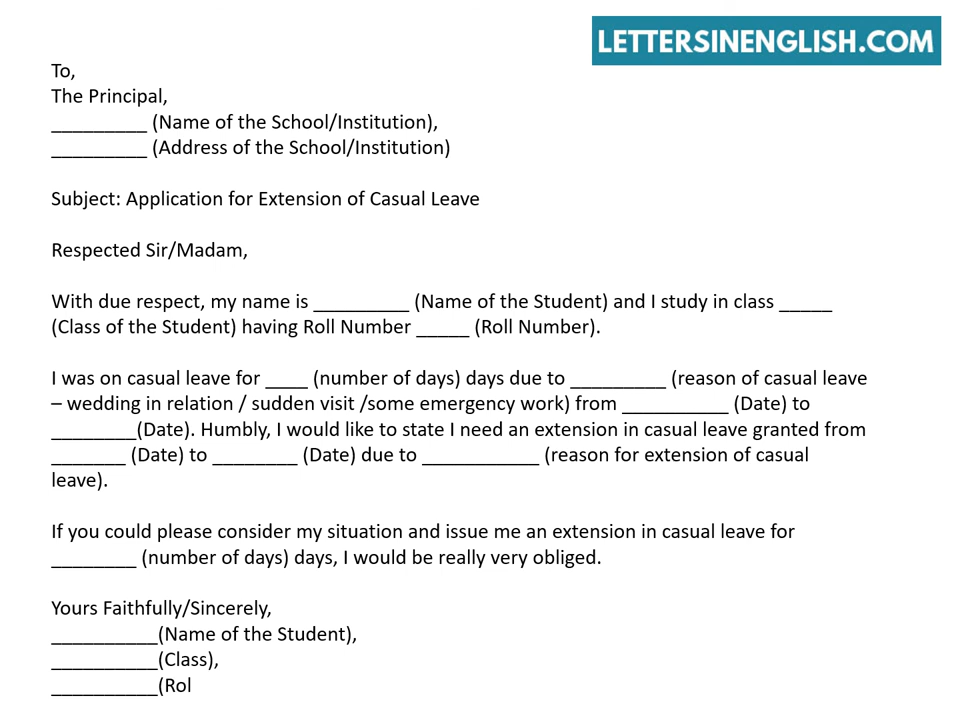 LETTERSINENGLISH.COM
To,
The Principal,
_________ (Name of the School/Institution),
_________ (Address of the School/Institution)
Subject: Application for Extension of Casual Leave
Respected Sir/Madam,
With due respect, my name is _________ (Name of the Student) and I study in class _____
(Class of the Student) having Roll Number _____ (Roll Number).
I was on casual leave for ____ (number of days) days due to _________ (reason of casual leave
– wedding in relation / sudden visit /some emergency work) from __________ (Date) to
________(Date). Humbly, I would like to state I need an extension in casual leave granted from
_______ (Date) to ________ (Date) due to ___________ (reason for extension of casual
leave).
If you could please consider my situation and issue me an extension in casual leave for
________ (number of days) days, I would be really very obliged.
Yours Faithfully/Sincerely,
__________(Name of the Student),
__________(Class),
__________(Rol